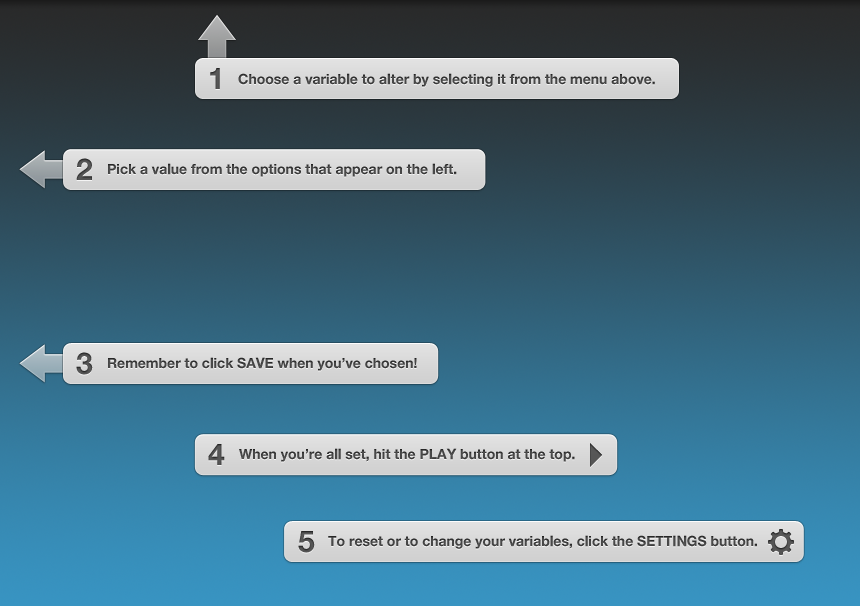 1 Choose a variable to alter by selecting it from the menu above.
2 Pick a value from the options that appear on the left.
3 Remember to click SAVE when you’ve chosen!
4 When you’re all set, hit the PLAY button at the top.
5 To reset or to change your variables, click the SETTINGS button.